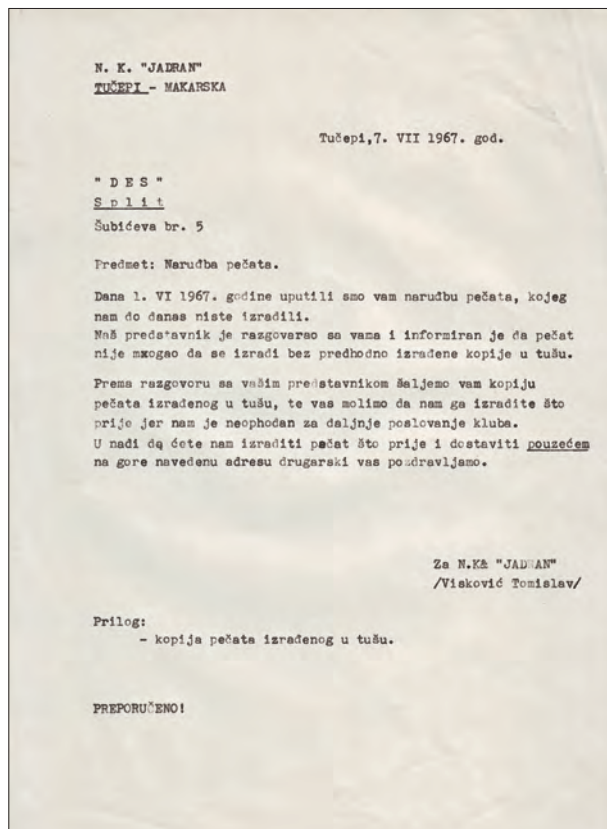 N. K. "JADRAN"
TUČEPI - MAKARSKA
Tučepi,7. VII 1967. god.
" D E S "
S p l i t
Šubićeva br. 5
Predmet: Narudba pečata.
Dana 1. VI 1967. godine uputili smo vam narudbu pečata, kojeg
nam do danas niste izradili.
Naš predstavnik je razgovarao sa vama i informiran je da pečat
nije mxogao da se izradi bez predhodno izrađene kopije u tušu.
Prema razgovoru sa vašim predstavnikom šaljemo vam kopiju
pečata izrađenog u tušu, te vas molimo da nam ga izradite što
prije jer nam je neophodan za daljnje poslovanje kluba.
U nadi da ćete nam izraditi pečat što prije i dostaviti pouzećem
na gore navedenu adresu drugarski vas pozdravljamo.
Za N.K& "JADRAN"
/Visković Tomislav/
Prilog:
- kopija pečata izrađenog u tušu.
PREPORUČENO!